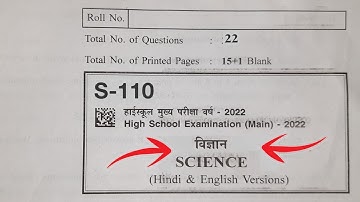 Roll No.
Total No. of Questions : 22
Total No. of Printed Pages : 15+1 Blank
S-110
हाईस्कूल मुख्य परीक्षा वर्ष - 2022
High School Examination (Main) - 2022
विज्ञान
SCIENCE
(Hindi & English Versions)